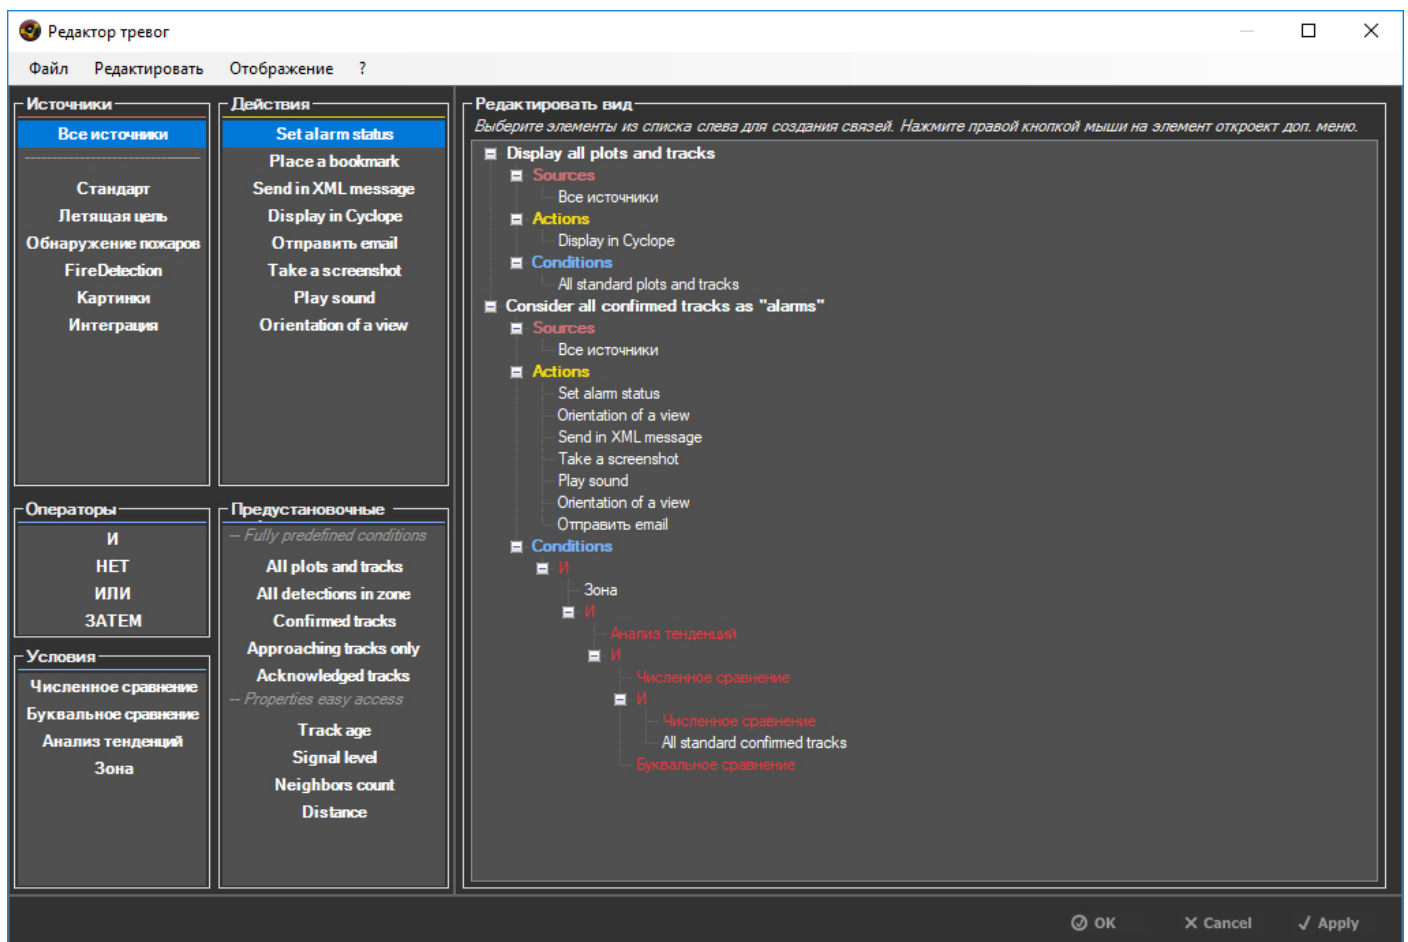 Редактор тревог
Файл Редактировать Отображение ?
Источники
Все источники
Стандарт
Летящая цель
Обнаружение пожаров
FireDetection
Картинки
Интеграция
Действия
Set alarm status
Place a bookmark
Send in XML message
Display in Cyclope
Отправить email
Take a screenshot
Play sound
Orientation of a view
Операторы
И
НЕТ
ИЛИ
ЗАТЕМ
Условия
Численное сравнение
Буквальное сравнение
Анализ тенденций
Зона
Предустановочные
-- Fully predefined conditions
All plots and tracks
All detections in zone
Confirmed tracks
Approaching tracks only
Acknowledged tracks
-- Properties easy access
Track age
Signal level
Neighbors count
Distance
Редактировать вид
Выберите элементы из списка слева для создания связей. Нажмите правой кнопкой мыши на элемент откроект доп. меню.
Display all plots and tracks
Sources
Все источники
Actions
Display in Cyclope
Conditions
All standard plots and tracks
Consider all confirmed tracks as "alarms"
Sources
Все источники
Actions
Set alarm status
Orientation of a view
Send in XML message
Take a screenshot
Play sound
Orientation of a view
Отправить email
Conditions
И
Зона
И
Анализ тенденций
И
Численное сравнение
И
Численное сравнение
All standard confirmed tracks
Буквальное сравнение
OK Cancel Apply